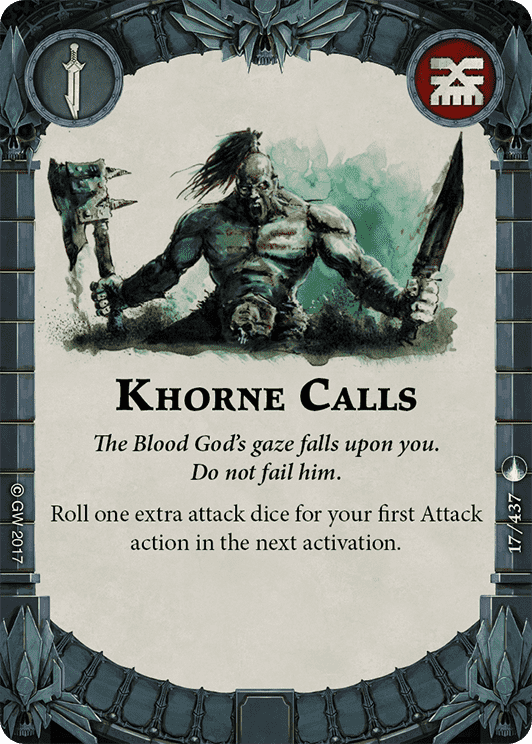 KHORNE CALLS
The Blood God's gaze falls upon you.
Do not fail him.
Roll one extra attack dice for your first Attack
action in the next activation.
© GW 2017
17/437